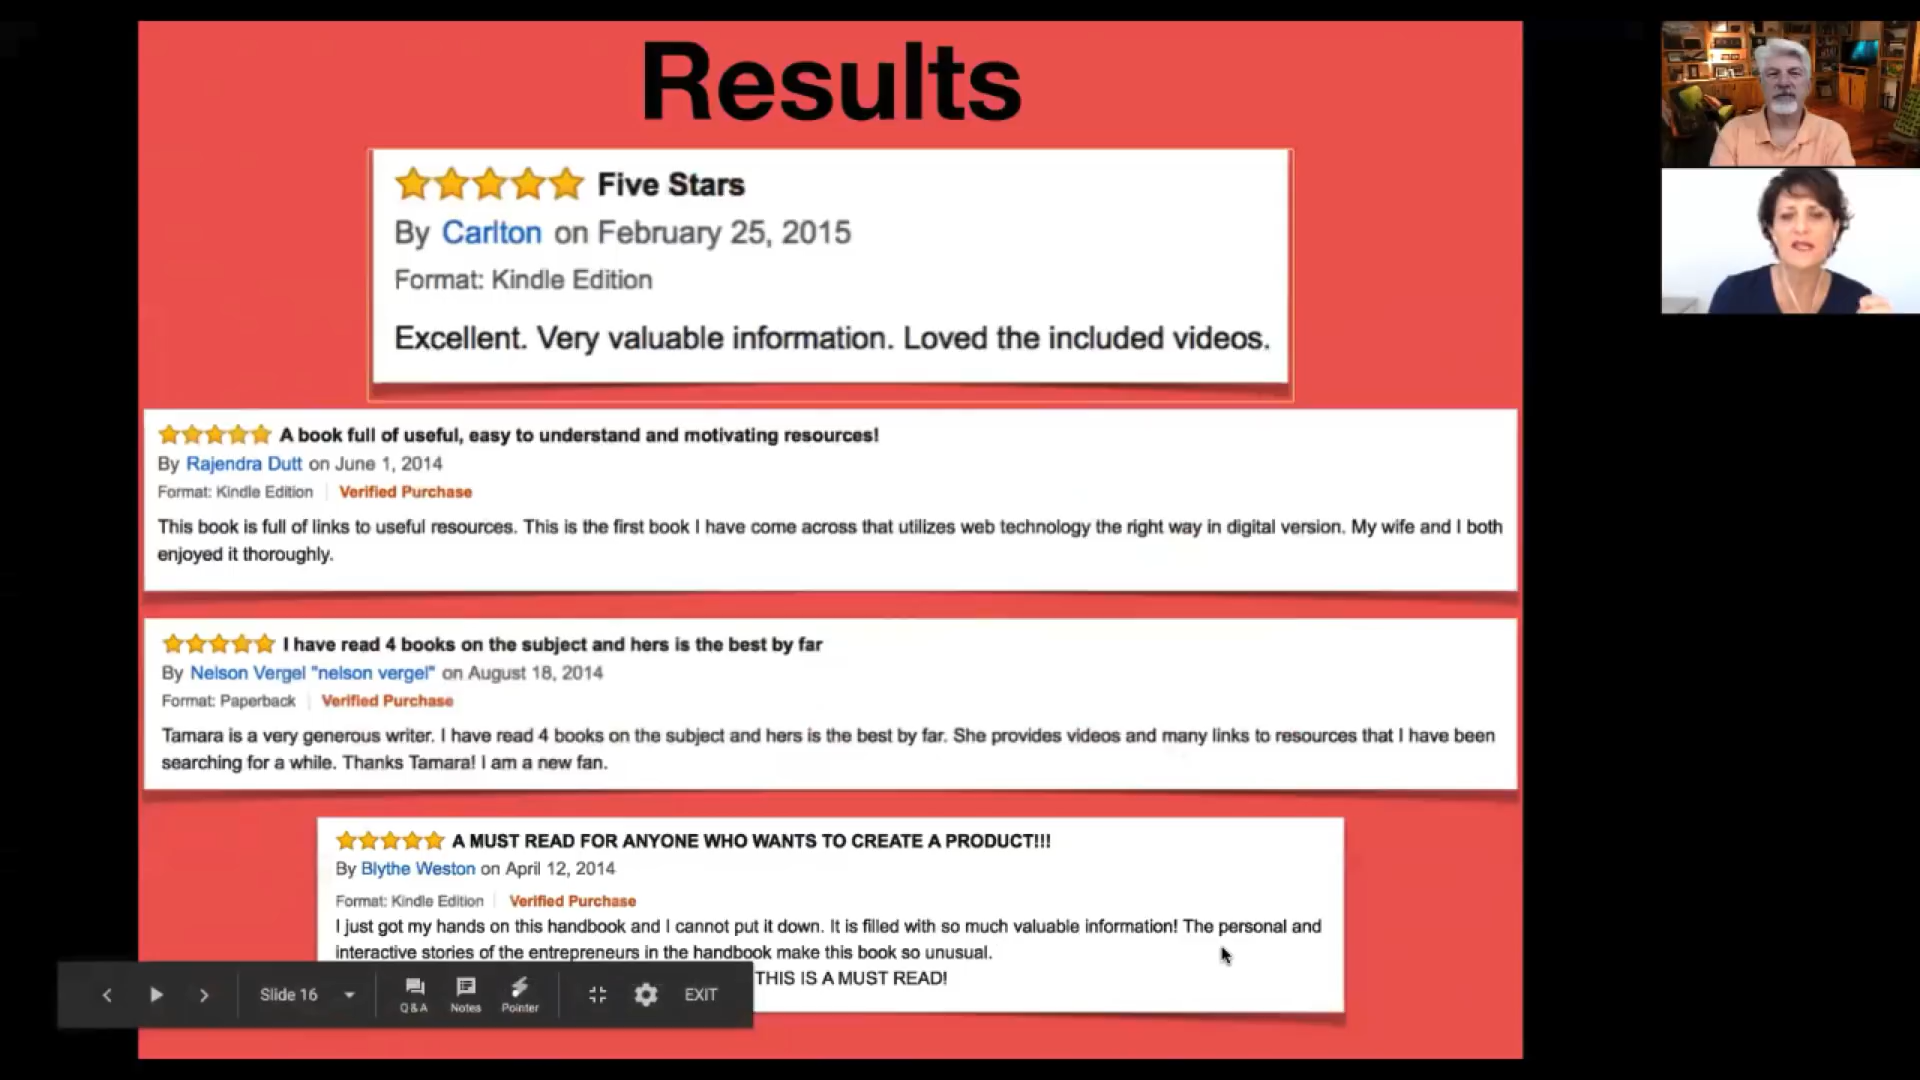 Results
Five Stars
By Carlton on February 25, 2015
Format: Kindle Edition
Excellent. Very valuable information. Loved the included videos.
A book full of useful, easy to understand and motivating resources!
By Rajendra Dutt on June 1, 2014
Format: Kindle Edition Verified Purchase
This book is full of links to useful resources. This is the first book I have come across that utilizes web technology the right way in digital version. My wife and I both
enjoyed it thoroughly.
I have read 4 books on the subject and hers is the best by far
By Nelson Vergel "nelson vergel" on August 18, 2014
Format: Paperback Verified Purchase
Tamara is a very generous writer. I have read 4 books on the subject and hers is the best by far. She provides videos and many links to resources that I have been
searching for a while. Thanks Tamara! I am a new fan.
A MUST READ FOR ANYONE WHO WANTS TO CREATE A PRODUCT!!!
By Blythe Weston on April 12, 2014
Format: Kindle Edition Verified Purchase
I just got my hands on this handbook and I cannot put it down. It is filled with so much valuable information! The personal and
interactive stories of the entrepreneurs in the handbook make this book so unusual.
THIS IS A MUST READ!
Slide 16
Q&A
Notes
Pointer
EXIT